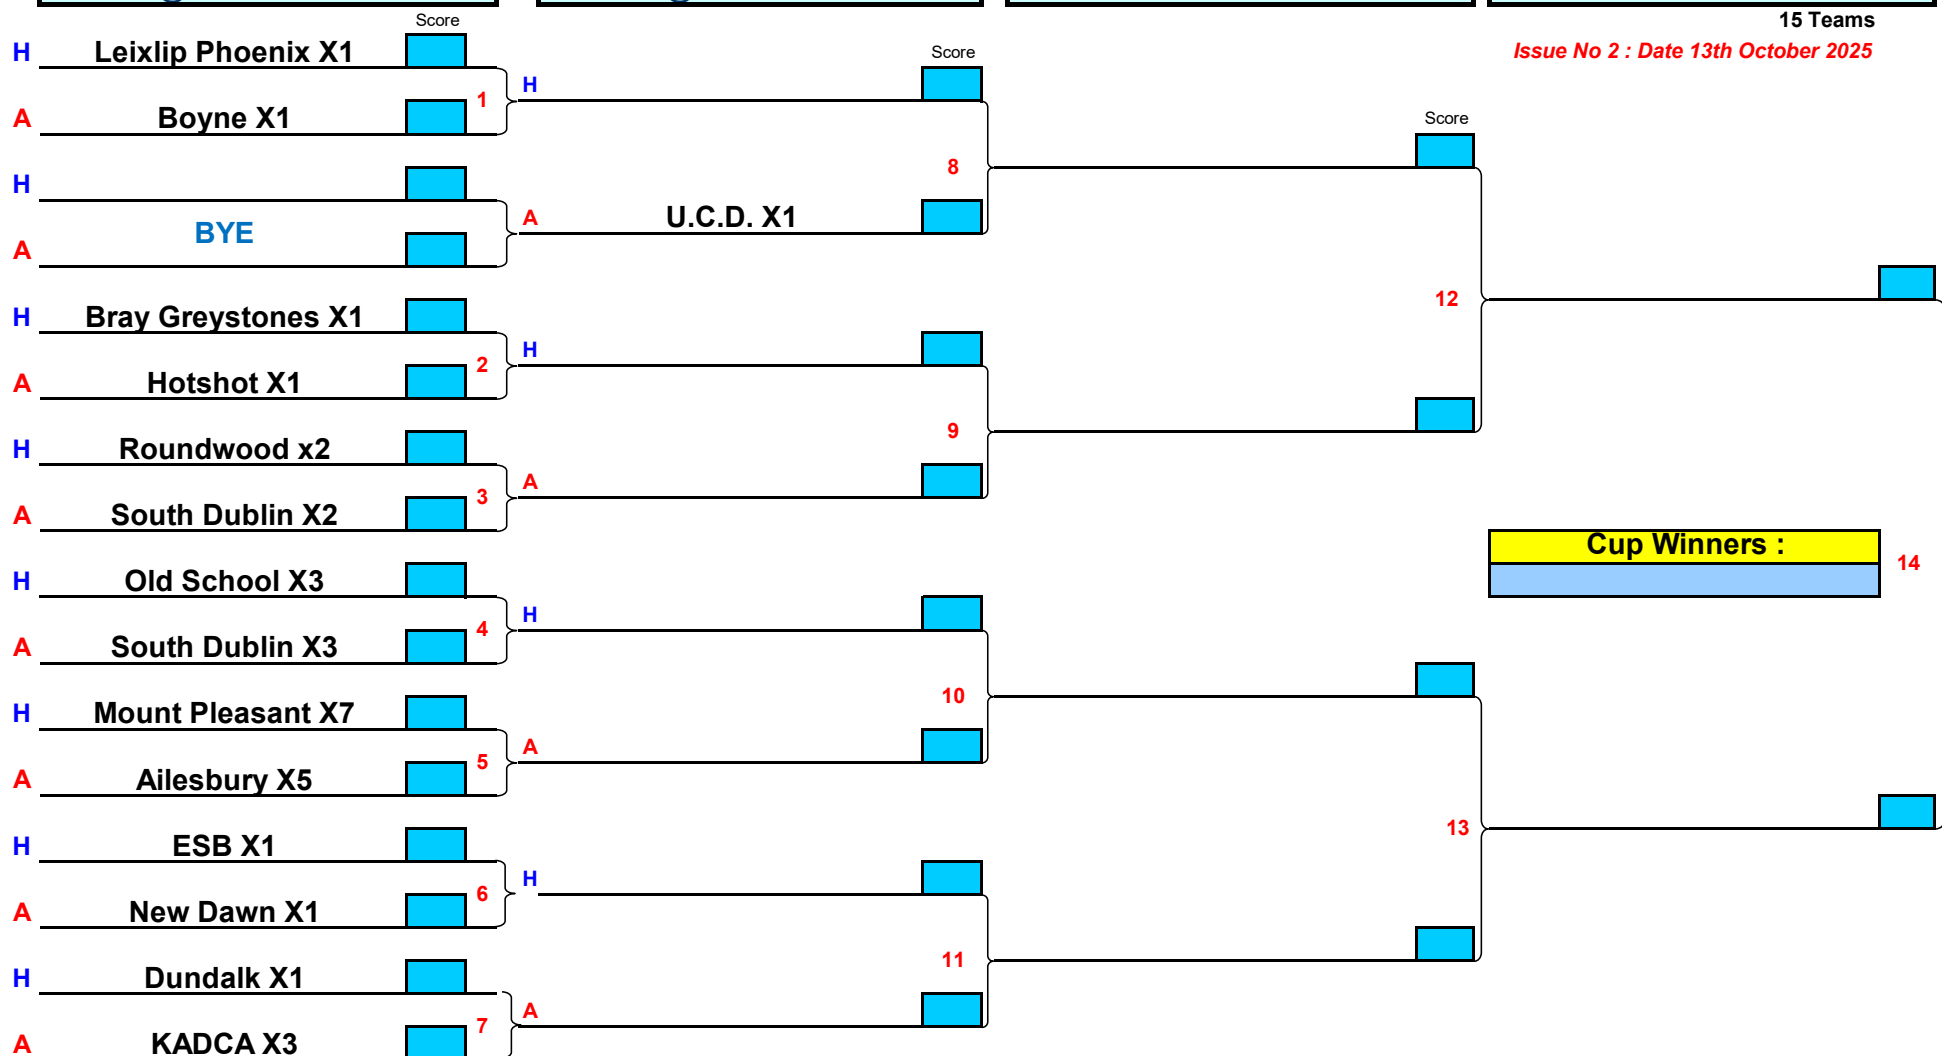 15 Teams
Score
Issue No 2 : Date 13th October 2025
H Leixlip Phoenix X1
Score
H
1
A Boyne X1
Score
8
H
A U.C.D. X1
BYE
A
12
H Bray Greystones X1
H
2
A Hotshot X1
9
H Roundwood x2
A
3
A South Dublin X2
Cup Winners :
14
H Old School X3
H
4
A South Dublin X3
10
H Mount Pleasant X7
A
5
A Ailesbury X5
13
H ESB X1
H
6
A New Dawn X1
11
H Dundalk X1
A
7
A KADCA X3